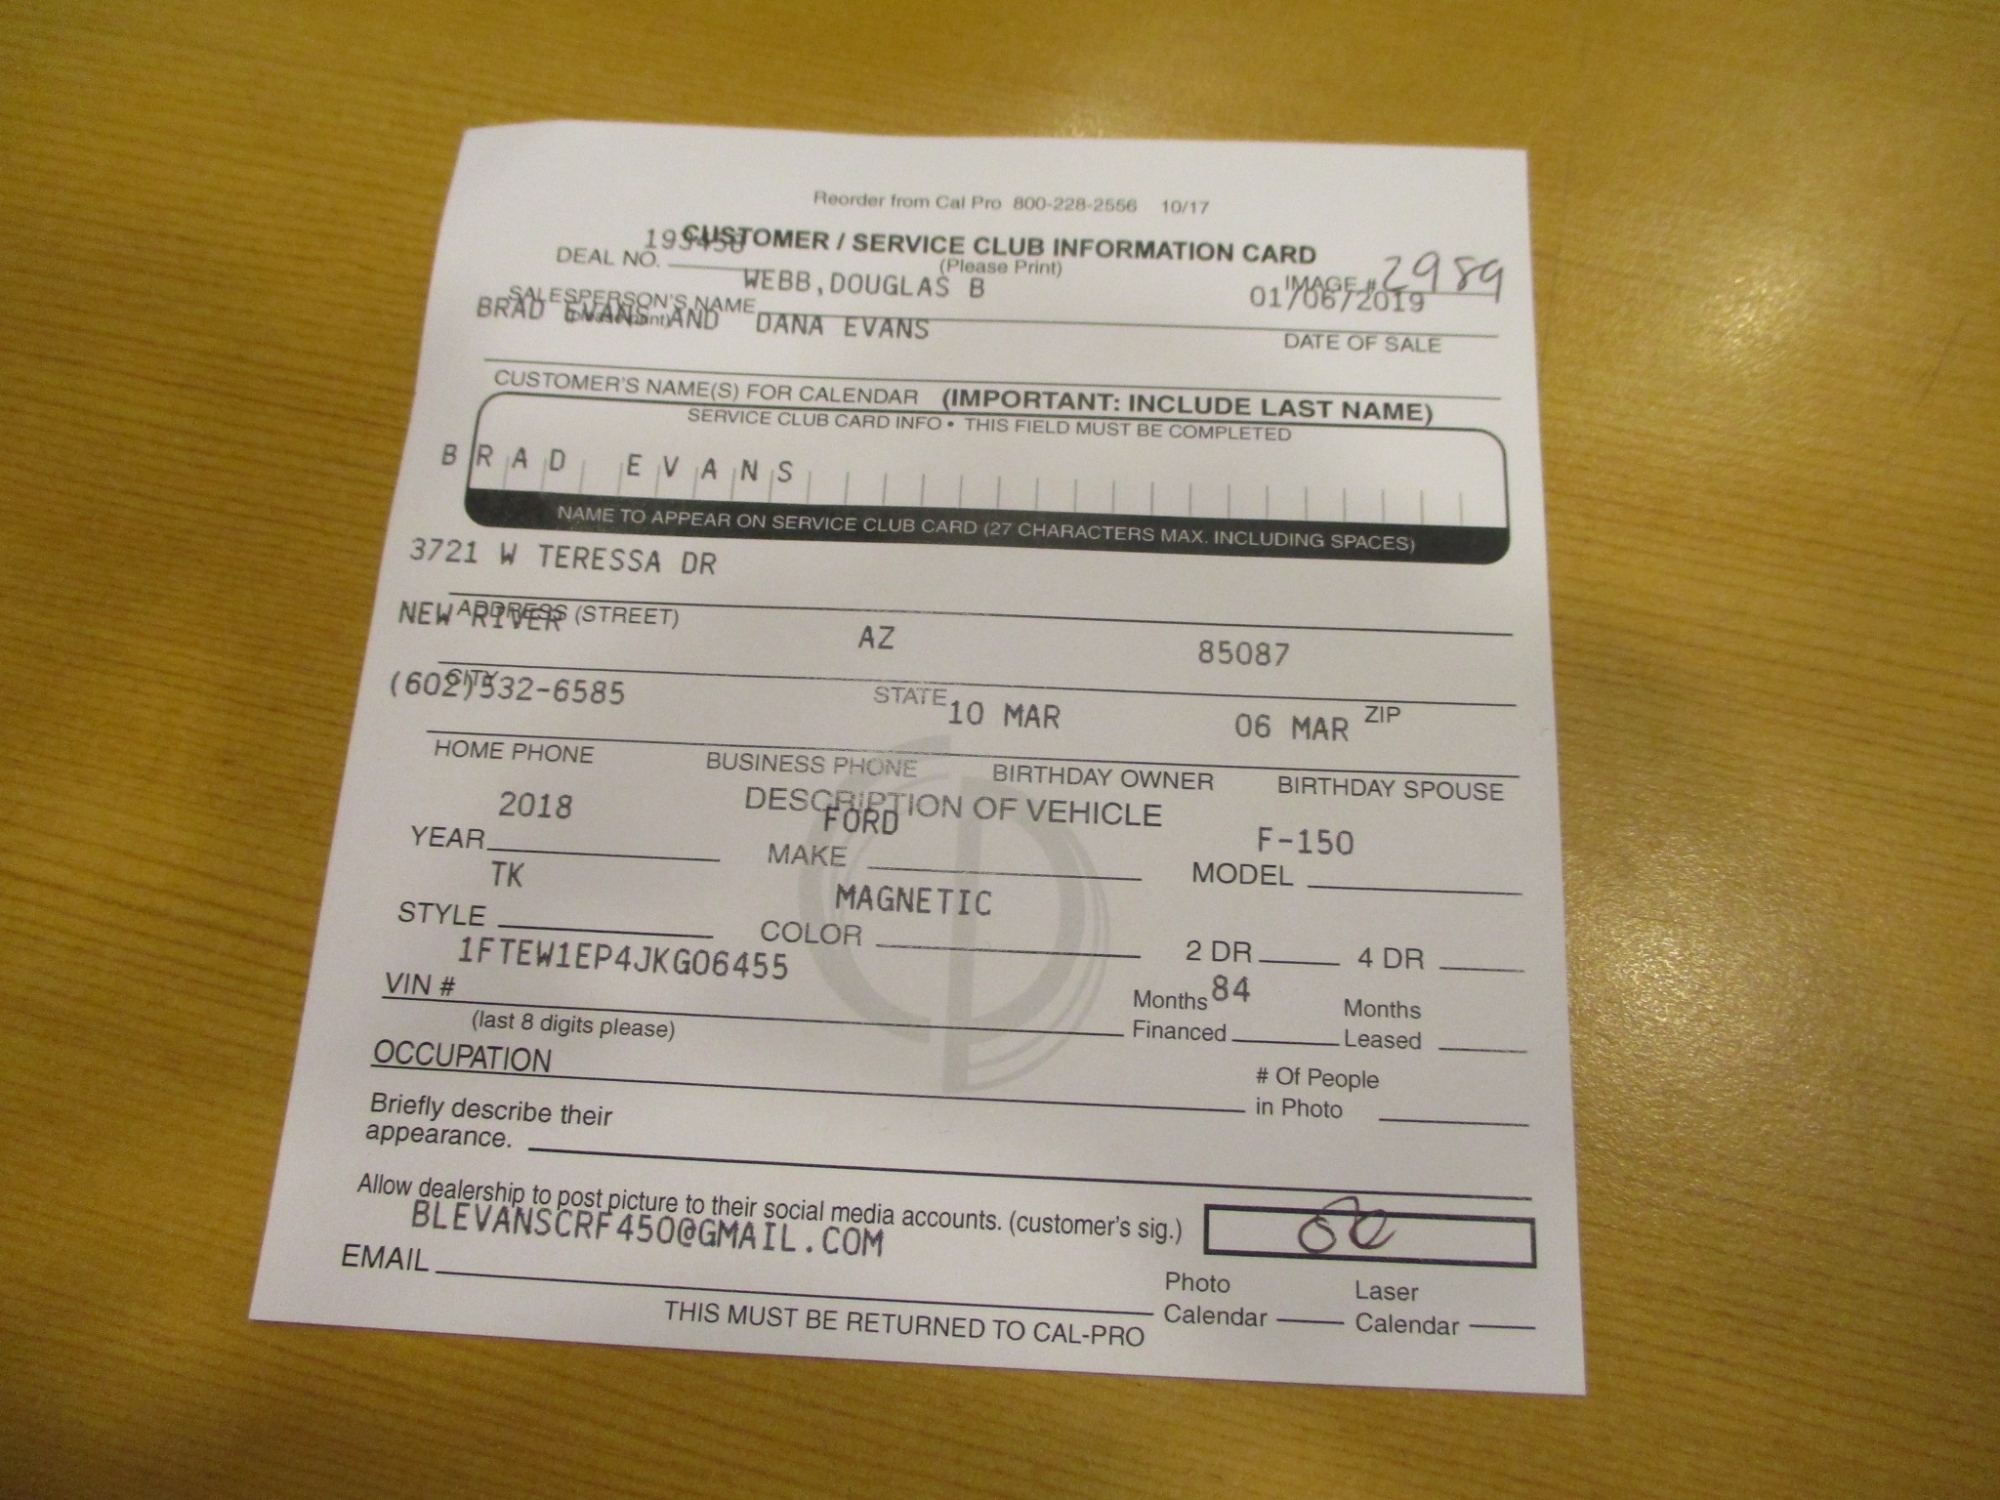 Reorder from Cal Pro 800-228-2556 10/17
CUSTOMER / SERVICE CLUB INFORMATION CARD
DEAL NO.
(Please Print)
WEBB,DOUGLAS B
IMAGE # 2989
SALESPERSON'S NAME
01/06/2019
(please print)
BRAD EVANS AND DANA EVANS
DATE OF SALE
CUSTOMER'S NAME(S) FOR CALENDAR (IMPORTANT: INCLUDE LAST NAME)
SERVICE CLUB CARD INFO • THIS FIELD MUST BE COMPLETED
BRAD EVANS
NAME TO APPEAR ON SERVICE CLUB CARD (27 CHARACTERS MAX. INCLUDING SPACES)
3721 W TERESSA DR
ADDRESS (STREET)
NEW RIVER AZ 85087
CITY STATE ZIP
(602)532-6585 10 MAR 06 MAR
HOME PHONE BUSINESS PHONE BIRTHDAY OWNER BIRTHDAY SPOUSE
DESCRIPTION OF VEHICLE
2018 FORD F-150
YEAR MAKE MODEL
TK MAGNETIC
STYLE COLOR 2 DR 4 DR
1FTEW1EP4JKG06455
VIN # Months 84 Months
(last 8 digits please) Financed Leased
OCCUPATION # Of People
in Photo
Briefly describe their
appearance.
Allow dealership to post picture to their social media accounts. (customer's sig.)
BLEVANSCRF450@GMAIL.COM
EMAIL Photo Laser
Calendar Calendar
THIS MUST BE RETURNED TO CAL-PRO